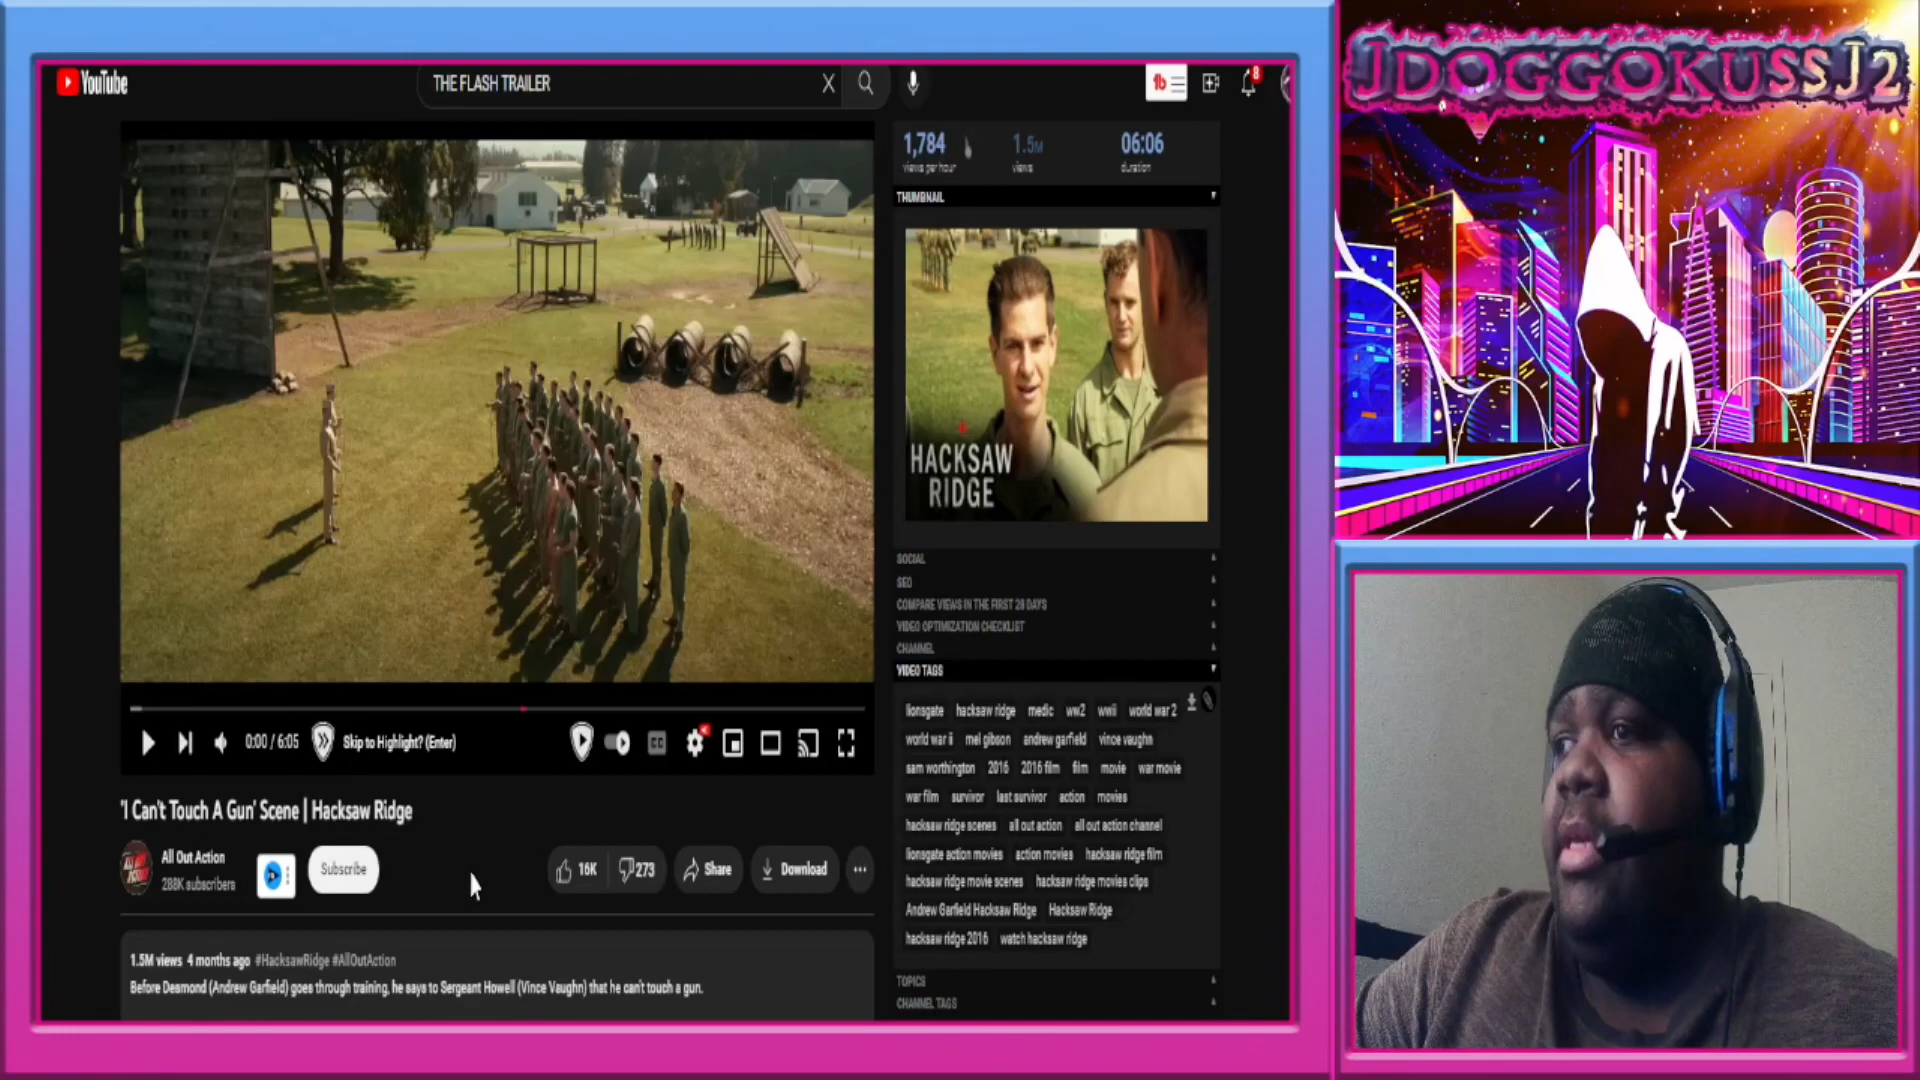 YouTube
THE FLASH TRAILER
8
1,784
views per hour
1.5M
views
06:06
duration
THUMBNAIL
HACKSAW
RIDGE
SOCIAL
SEO
COMPARE VIEWS IN THE FIRST 28 DAYS
VIDEO OPTIMIZATION CHECKLIST
CHANNEL
VIDEO TAGS
lionsgate hacksaw ridge medic ww2 wwii world war 2
world war ii mel gibson andrew garfield vince vaughn
sam worthington 2016 2016 film film movie war movie
war film survivor last survivor action movies
hacksaw ridge scenes all out action all out action channel
lionsgate action movies action movies hacksaw ridge film
hacksaw ridge movie scenes hacksaw ridge movies clips
Andrew Garfield Hacksaw Ridge Hacksaw Ridge
hacksaw ridge 2016 watch hacksaw ridge
TOPICS
CHANNEL TAGS
0:00 / 6:05 Skip to Highlight? (Enter)
CC
'I Can't Touch A Gun' Scene | Hacksaw Ridge
All Out Action
288K subscribers
Subscribe
16K 273 Share Download
1.5M views 4 months ago #HacksawRidge #AllOutAction
Before Desmond (Andrew Garfield) goes through training, he says to Sergeant Howell (Vince Vaughn) that he can't touch a gun.
JDOGGOKUSSJ2